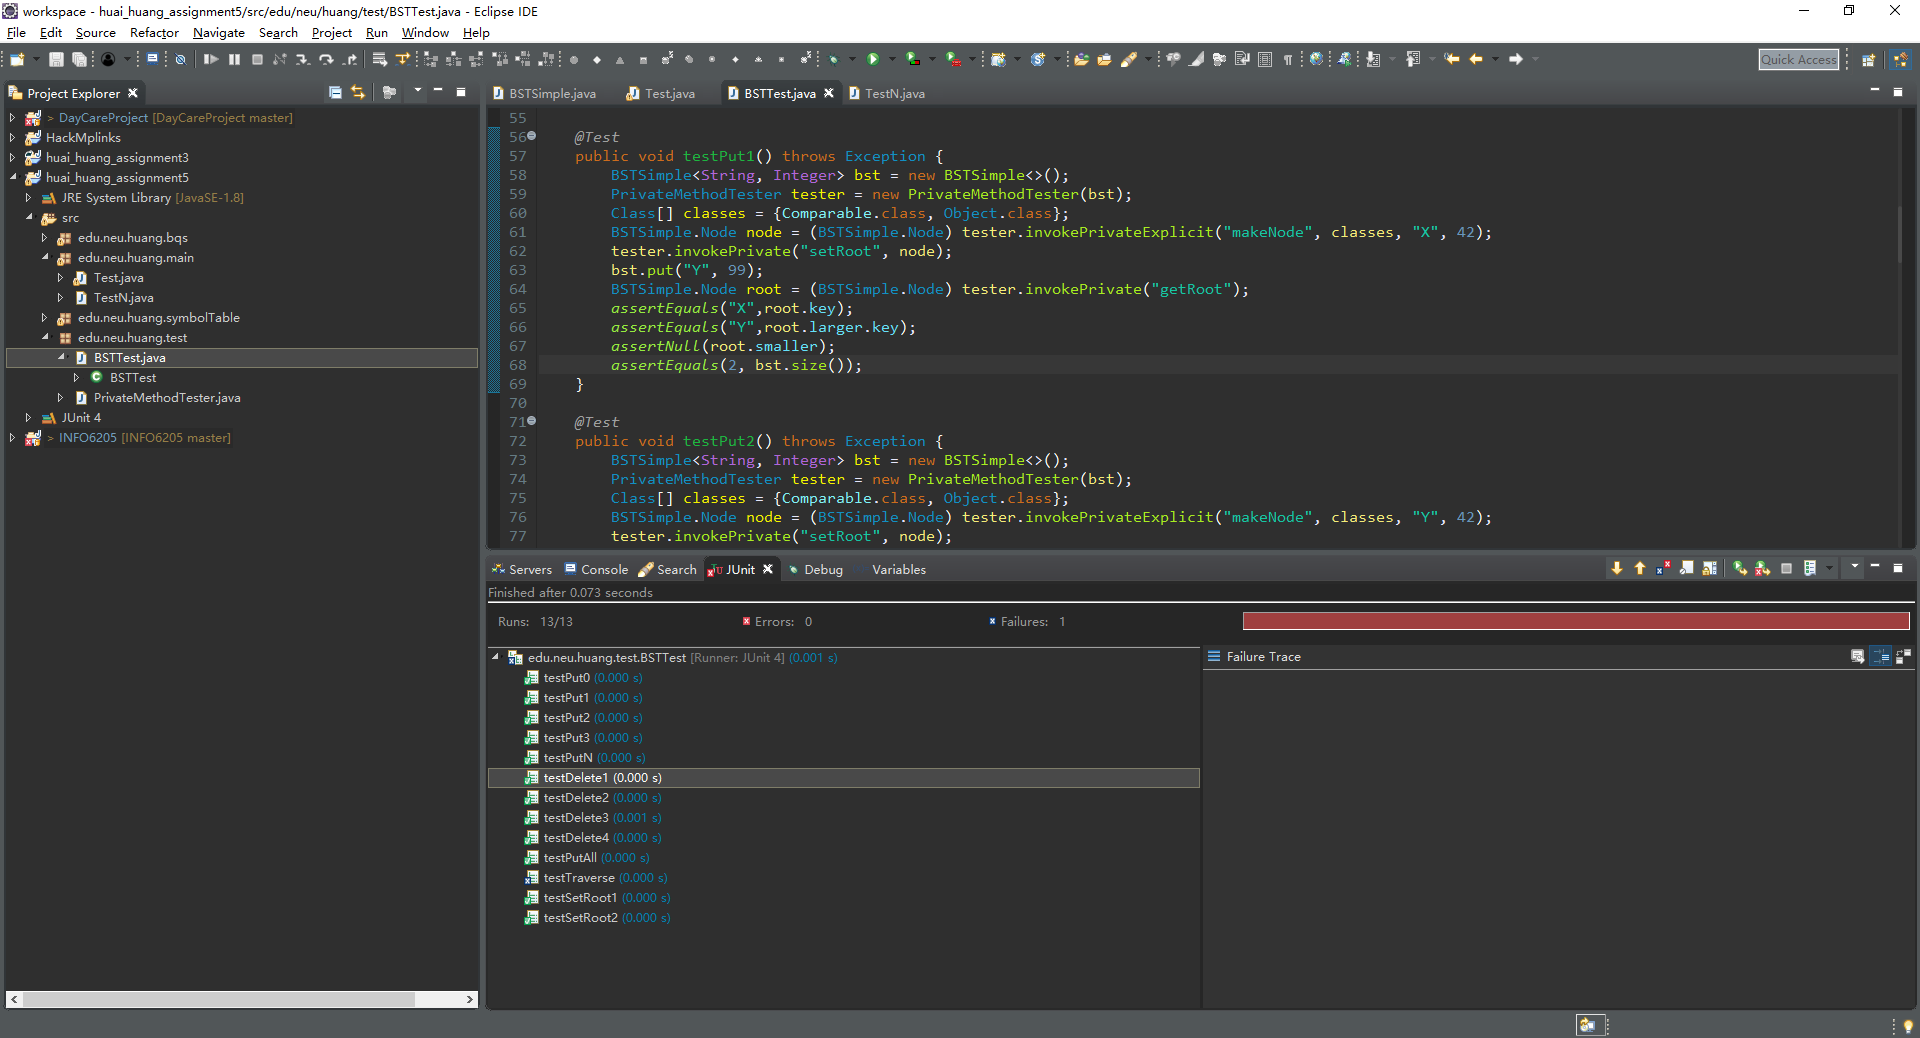 workspace - huai_huang_assignment5/src/edu/neu/huang/test/BSTTest.java - Eclipse IDE
File Edit Source Refactor Navigate Search Project Run Window Help
Quick Access
Project Explorer
> DayCareProject [DayCareProject master]
HackMplinks
huai_huang_assignment3
huai_huang_assignment5
JRE System Library [JavaSE-1.8]
src
edu.neu.huang.bqs
edu.neu.huang.main
Test.java
TestN.java
edu.neu.huang.symbolTable
edu.neu.huang.test
BSTTest.java
BSTTest
PrivateMethodTester.java
JUnit 4
> INFO6205 [INFO6205 master]
BSTSimple.java Test.java BSTTest.java TestN.java
55
56 @Test
57 public void testPut1() throws Exception {
58 BSTSimple<String, Integer> bst = new BSTSimple<>();
59 PrivateMethodTester tester = new PrivateMethodTester(bst);
60 Class[] classes = {Comparable.class, Object.class};
61 BSTSimple.Node node = (BSTSimple.Node) tester.invokePrivateExplicit("makeNode", classes, "X", 42);
62 tester.invokePrivate("setRoot", node);
63 bst.put("Y", 99);
64 BSTSimple.Node root = (BSTSimple.Node) tester.invokePrivate("getRoot");
65 assertEquals("X",root.key);
66 assertEquals("Y",root.larger.key);
67 assertNull(root.smaller);
68 assertEquals(2, bst.size());
69 }
70
71 @Test
72 public void testPut2() throws Exception {
73 BSTSimple<String, Integer> bst = new BSTSimple<>();
74 PrivateMethodTester tester = new PrivateMethodTester(bst);
75 Class[] classes = {Comparable.class, Object.class};
76 BSTSimple.Node node = (BSTSimple.Node) tester.invokePrivateExplicit("makeNode", classes, "Y", 42);
77 tester.invokePrivate("setRoot", node);
Servers Console Search JUnit Debug Variables
Finished after 0.073 seconds
Runs: 13/13 Errors: 0 Failures: 1
edu.neu.huang.test.BSTTest [Runner: JUnit 4] (0.001 s)
testPut0 (0.000 s)
testPut1 (0.000 s)
testPut2 (0.000 s)
testPut3 (0.000 s)
testPutN (0.000 s)
testDelete1 (0.000 s)
testDelete2 (0.000 s)
testDelete3 (0.001 s)
testDelete4 (0.000 s)
testPutAll (0.000 s)
testTraverse (0.000 s)
testSetRoot1 (0.000 s)
testSetRoot2 (0.000 s)
Failure Trace